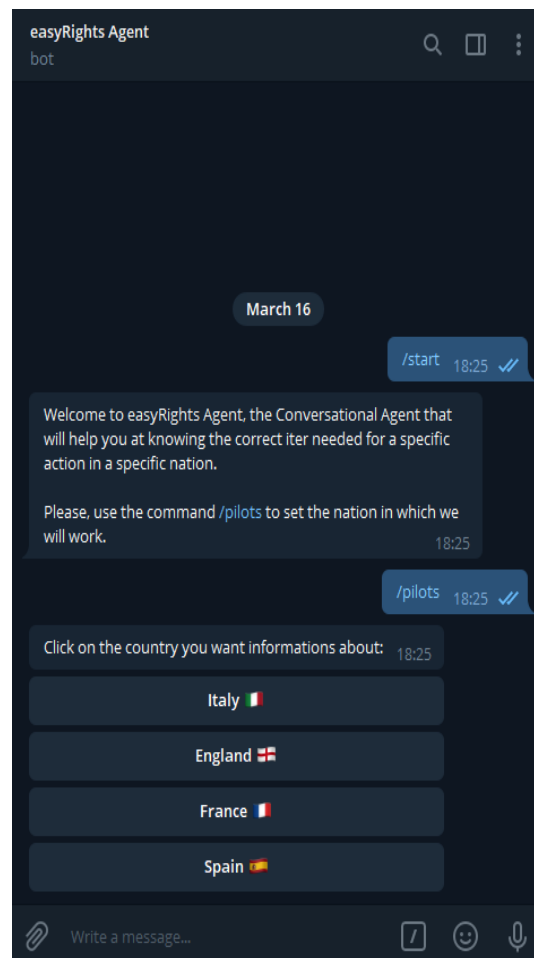 easyRights Agent
bot
March 16
/start 18:25
Welcome to easyRights Agent, the Conversational Agent that
will help you at knowing the correct iter needed for a specific
action in a specific nation.
Please, use the command /pilots to set the nation in which we
will work.
18:25
/pilots 18:25
Click on the country you want informations about: 18:25
Italy 🇮🇹
England 🏴󠁧󠁢󠁥󠁮󠁧󠁿
France 🇫🇷
Spain 🇪🇸
Write a message...